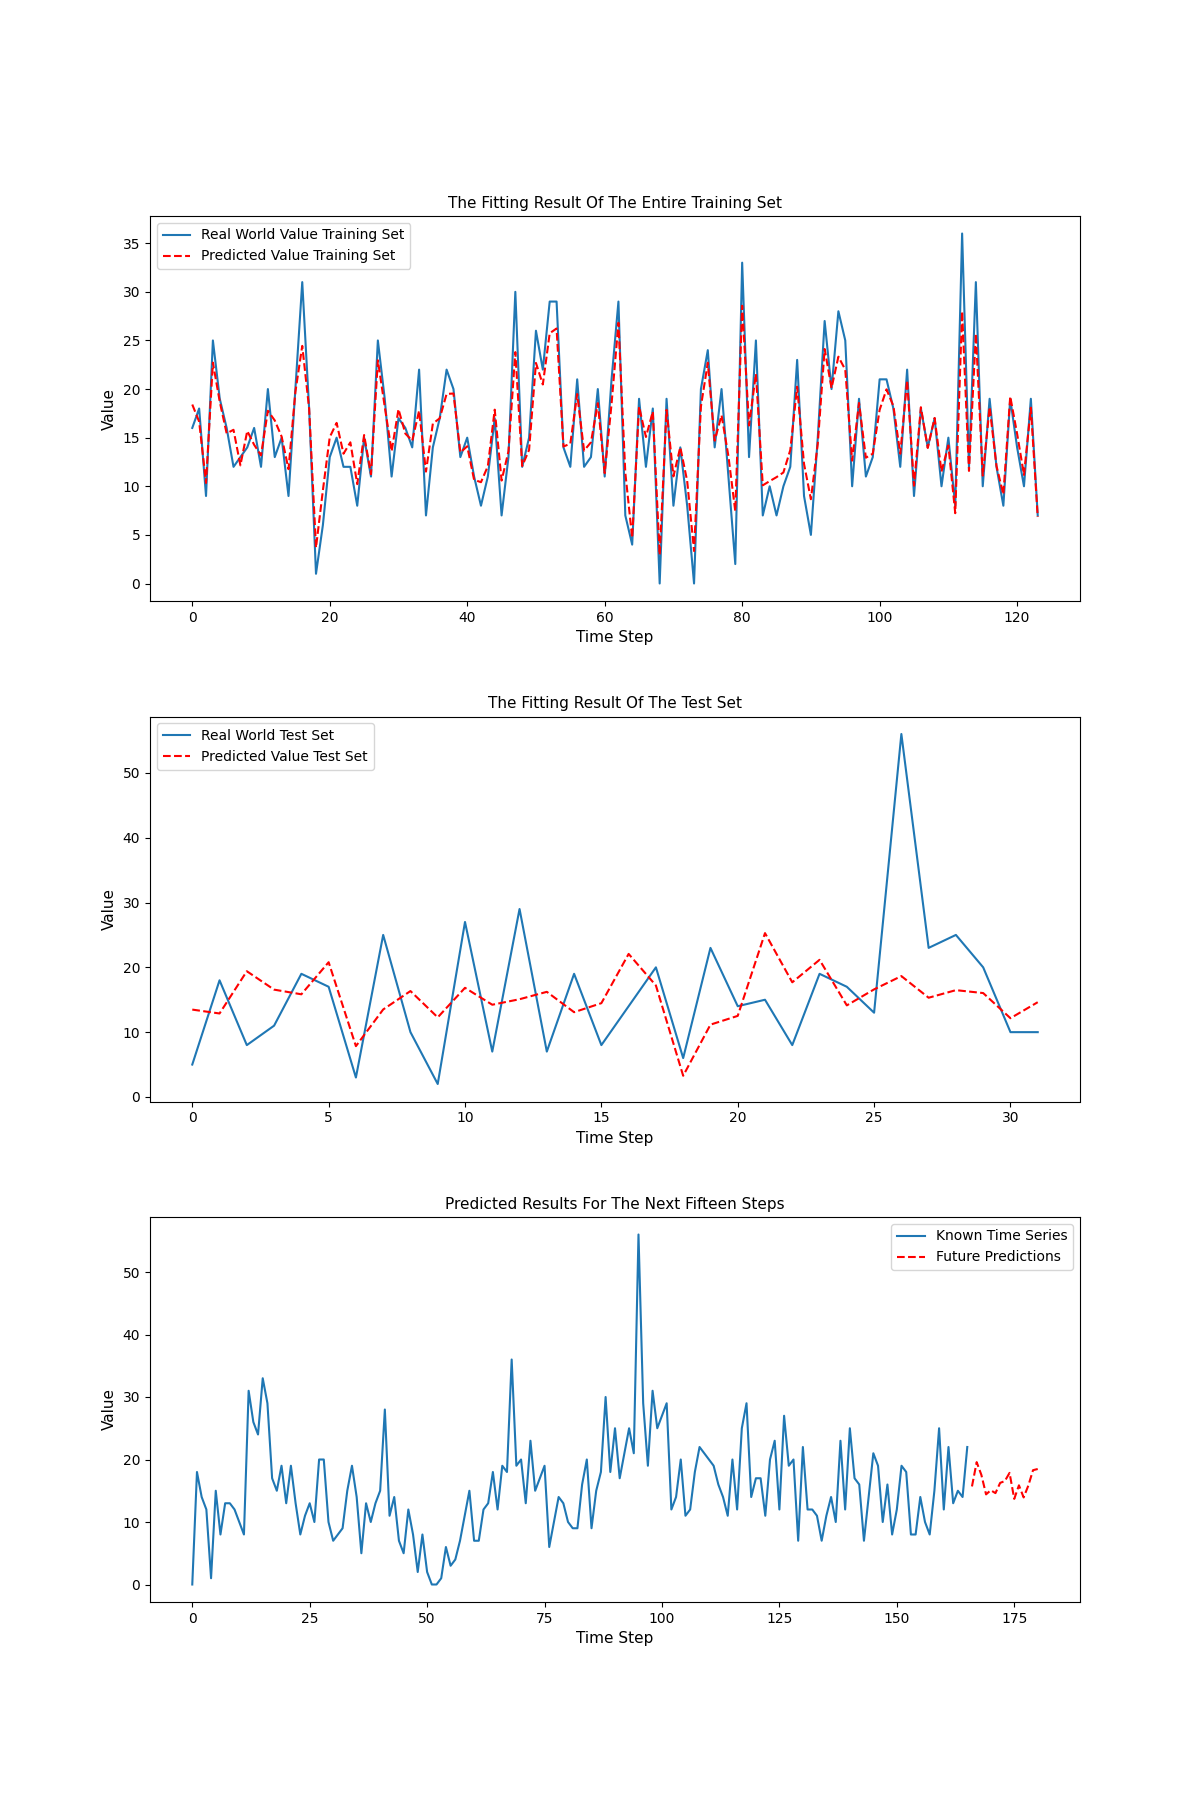 The Fitting Result Of The Entire Training Set
Real World Value Training Set
Predicted Value Training Set
Value
35
30
25
20
15
10
5
0
0 20 40 60 80 100 120
Time Step
The Fitting Result Of The Test Set
Real World Test Set
Predicted Value Test Set
Value
50
40
30
20
10
0
0 5 10 15 20 25 30
Time Step
Predicted Results For The Next Fifteen Steps
Known Time Series
Future Predictions
Value
50
40
30
20
10
0
0 25 50 75 100 125 150 175
Time Step